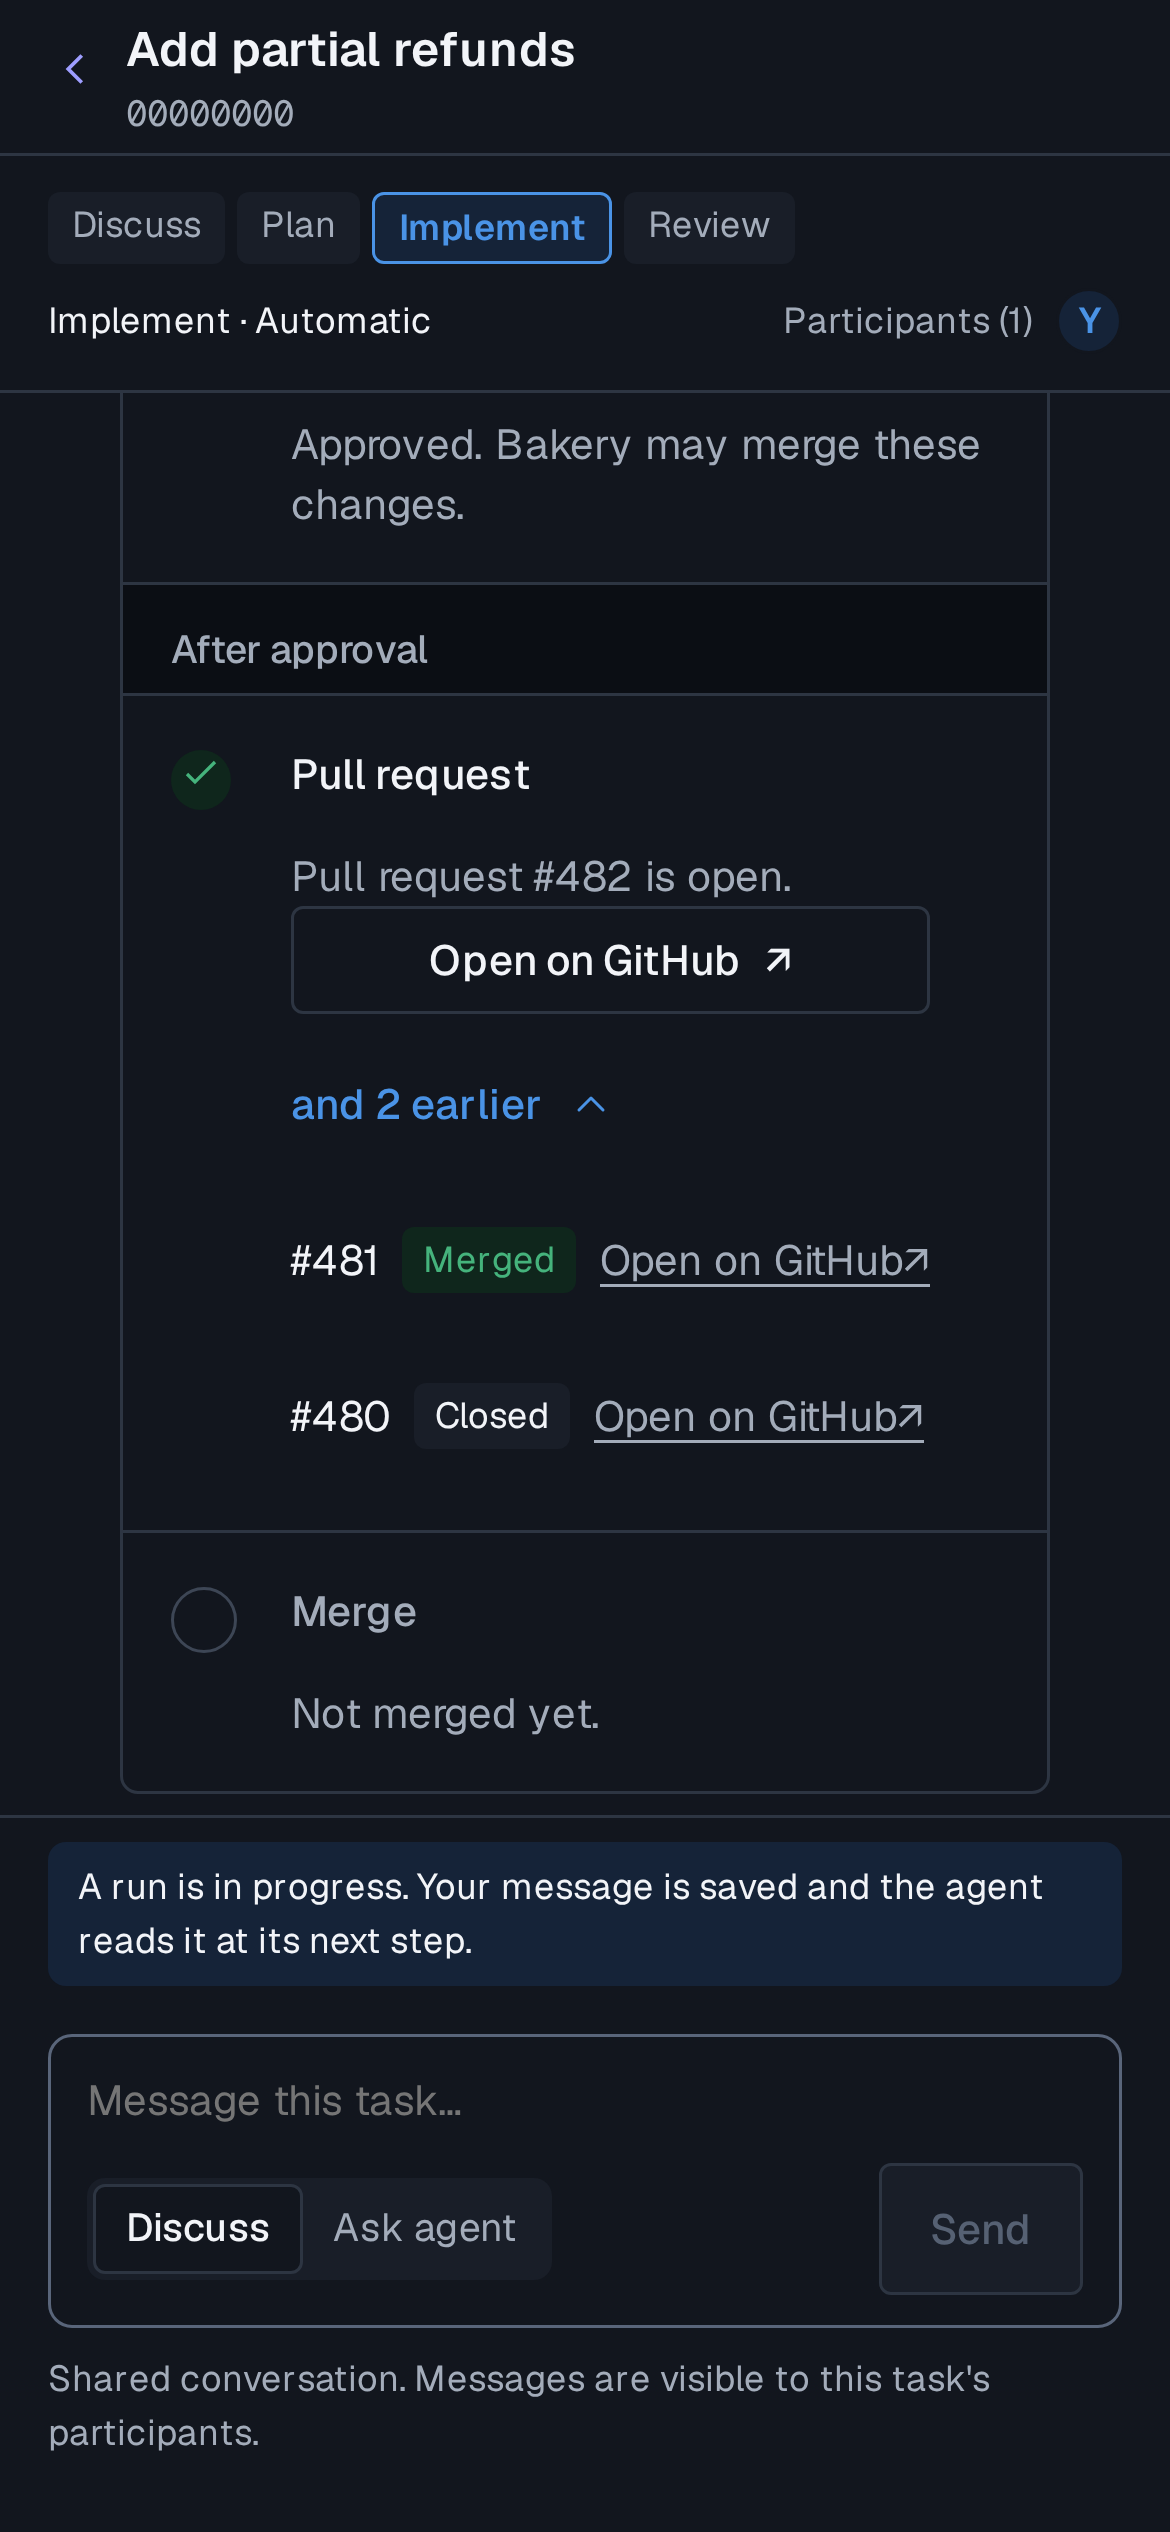 Add partial refunds
00000000
Discuss
Plan
Implement
Review
Implement · Automatic
Participants (1)
Y
Approved. Bakery may merge these
changes.
After approval
Pull request
Pull request #482 is open.
Open on GitHub ↗
and 2 earlier
#481
Merged
Open on GitHub↗
#480
Closed
Open on GitHub↗
Merge
Not merged yet.
A run is in progress. Your message is saved and the agent
reads it at its next step.
Message this task…
Discuss
Ask agent
Send
Shared conversation. Messages are visible to this task's
participants.